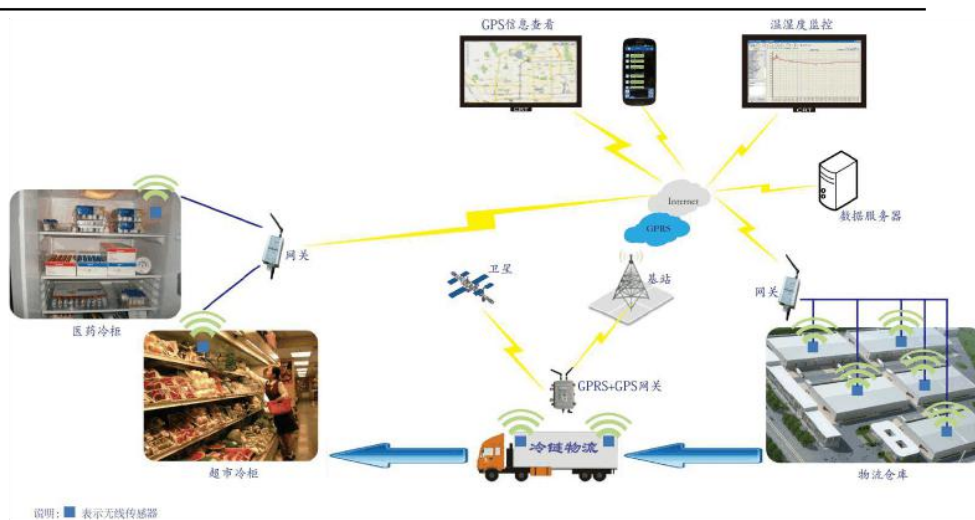 GPS信息查看
温湿度监控
CRT
CRT
Internet
GPRS
数据服务器
网关
卫星
基站
网关
医药冷柜
GPRS+GPS网关
冷链物流
超市冷柜
物流仓库
说明: 表示无线传感器